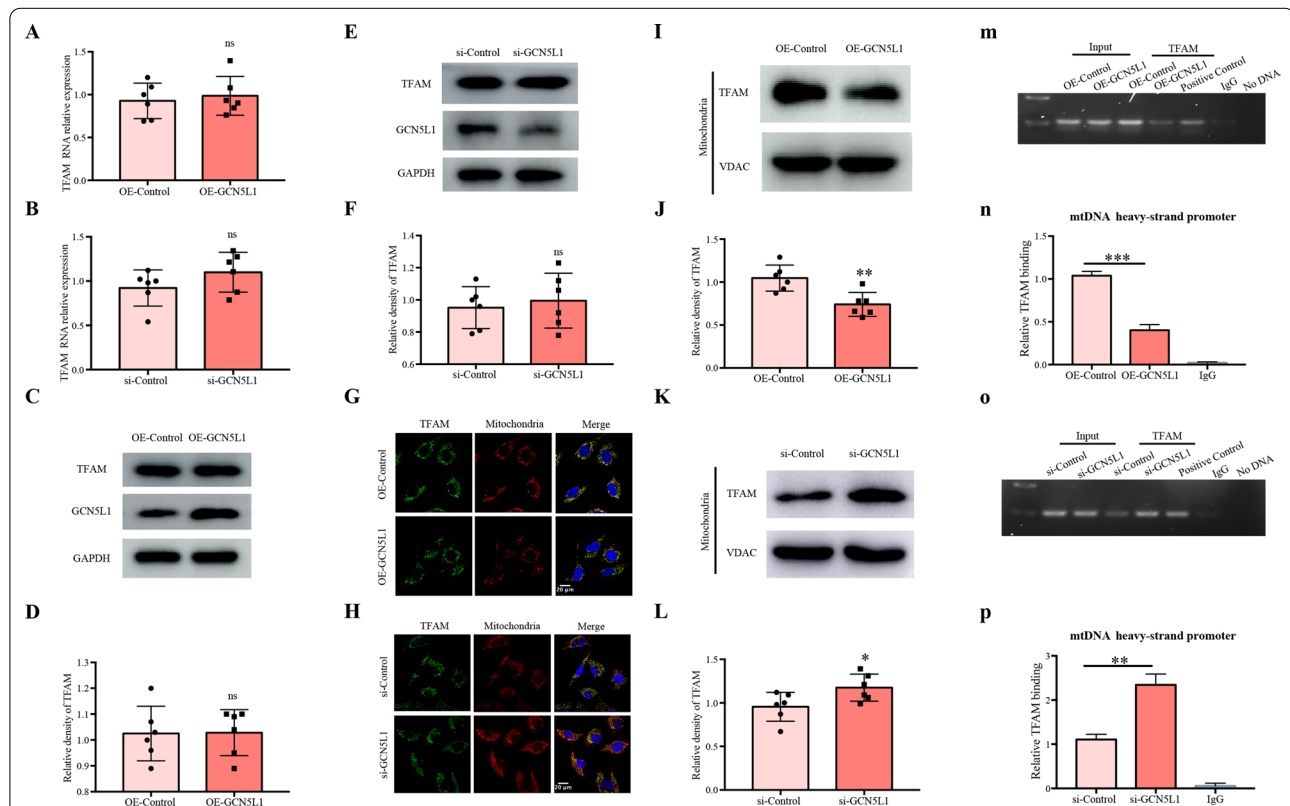 A
TFAM RNA relative expression
1.5
1.0
0.5
0.0
ns
OE-Control OE-GCN5L1
B
TFAM RNA relative expression
1.5
1.0
0.5
0.0
ns
si-Control si-GCN5L1
C
OE-Control OE-GCN5L1
TFAM
GCN5L1
GAPDH
D
Relative density of TFAM
1.3
1.2
1.1
1.0
0.9
0.8
ns
OE-Control OE-GCN5L1
E
si-Control si-GCN5L1
TFAM
GCN5L1
GAPDH
F
Relative density of TFAM
1.4
1.2
1.0
0.8
0.6
ns
si-Control si-GCN5L1
G
TFAM Mitochondria Merge
OE-Control
OE-GCN5L1
20 μm
H
TFAM Mitochondria Merge
si-Control
si-GCN5L1
20 μm
I
OE-Control OE-GCN5L1
Mitochondria
TFAM
VDAC
J
Relative density of TFAM
1.5
1.0
0.5
0.0
**
OE-Control OE-GCN5L1
K
si-Control si-GCN5L1
Mitochondria
TFAM
VDAC
L
Relative density of TFAM
1.5
1.0
0.5
0.0
*
si-Control si-GCN5L1
m
Input TFAM
OE-Control OE-GCN5L1 OE-Control OE-GCN5L1 Positive Control IgG No DNA
n
mtDNA heavy-strand promoter
Relative TFAM binding
1.5
1.0
0.5
0.0
***
OE-Control OE-GCN5L1 IgG
o
Input TFAM
si-Control si-GCN5L1 si-Control si-GCN5L1 Positive Control IgG No DNA
p
mtDNA heavy-strand promoter
Relative TFAM binding
3
2
1
0
**
si-Control si-GCN5L1 IgG